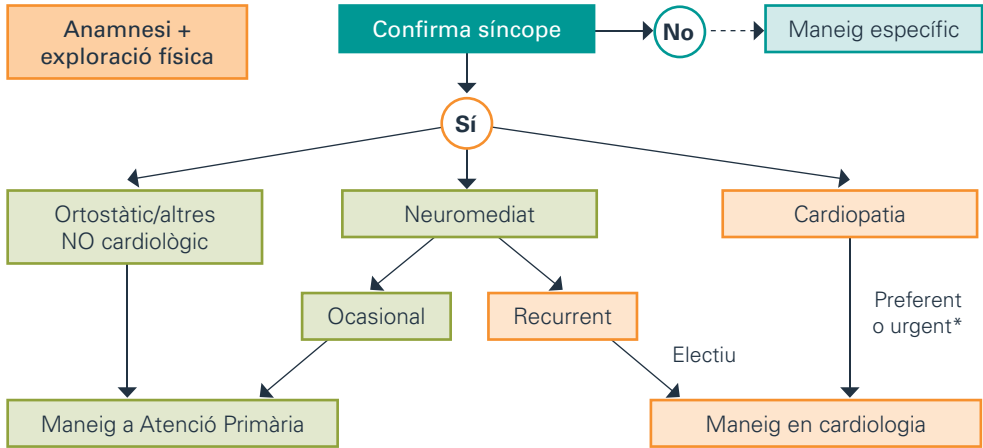 Anamnesi +
exploració física
Confirma síncope
No
Maneig específic
Sí
Ortostàtic/altres
NO cardiològic
Neuromediat
Cardiopatia
Ocasional
Recurrent
Preferent
o urgent*
Electiu
Maneig a Atenció Primària
Maneig en cardiologia